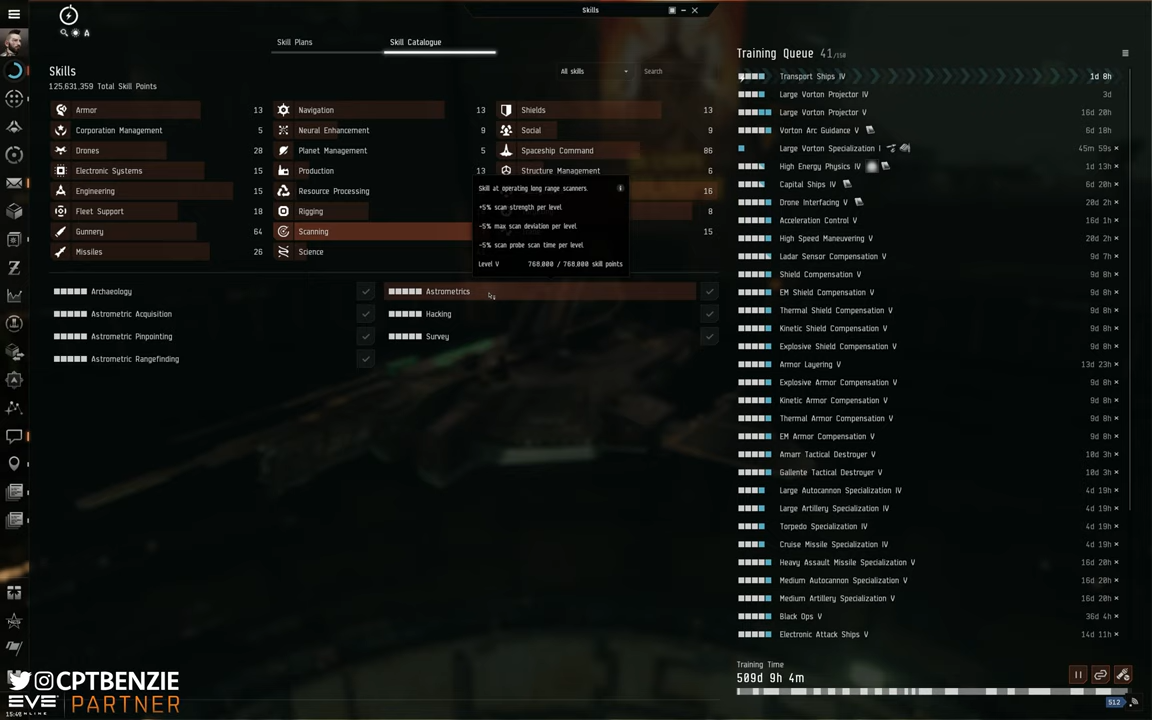 Skills
Skill Plans
Skill Catalogue
Skills
125,631,359 Total Skill Points
All skills
Search
Armor 13
Navigation 13
Shields 13
Corporation Management 5
Neural Enhancement 9
Social 9
Drones 28
Planet Management 5
Spaceship Command 86
Electronic Systems 15
Production 13
Structure Management 6
Engineering 15
Resource Processing
16
Fleet Support 18
Rigging
8
Gunnery 64
Scanning
15
Missiles 26
Science
Skill at operating long range scanners.
+5% scan strength per level
-5% max scan deviation per level
-5% scan probe scan time per level
Level V 768,000 / 768,000 skill points
Archaeology
Astrometrics
Astrometric Acquisition
Hacking
Astrometric Pinpointing
Survey
Astrometric Rangefinding
Training Queue 41/150
Transport Ships IV 1d 8h
Large Vorton Projector IV 3d
Large Vorton Projector V 16d 20h
Vorton Arc Guidance V 6d 18h
Large Vorton Specialization I 45m 59s
High Energy Physics IV 1d 13h
Capital Ships IV 6d 20h
Drone Interfacing V 20d 2h
Acceleration Control V 16d 1h
High Speed Maneuvering V 20d 2h
Ladar Sensor Compensation V 9d 7h
Shield Compensation V 9d 8h
EM Shield Compensation V 9d 8h
Thermal Shield Compensation V 9d 8h
Kinetic Shield Compensation V 9d 8h
Explosive Shield Compensation V 9d 8h
Armor Layering V 13d 23h
Explosive Armor Compensation V 9d 8h
Kinetic Armor Compensation V 9d 8h
Thermal Armor Compensation V 9d 8h
EM Armor Compensation V 9d 8h
Amarr Tactical Destroyer V 10d 3h
Gallente Tactical Destroyer V 10d 3h
Large Autocannon Specialization IV 4d 19h
Large Artillery Specialization IV 4d 19h
Torpedo Specialization IV 4d 19h
Cruise Missile Specialization IV 4d 19h
Heavy Assault Missile Specialization V 16d 20h
Medium Autocannon Specialization V 16d 20h
Medium Artillery Specialization V 16d 20h
Black Ops V 36d 4h
Electronic Attack Ships V 14d 11h
Training Time
509d 9h 4m
512
CPTBENZIE
EVE ONLINE PARTNER